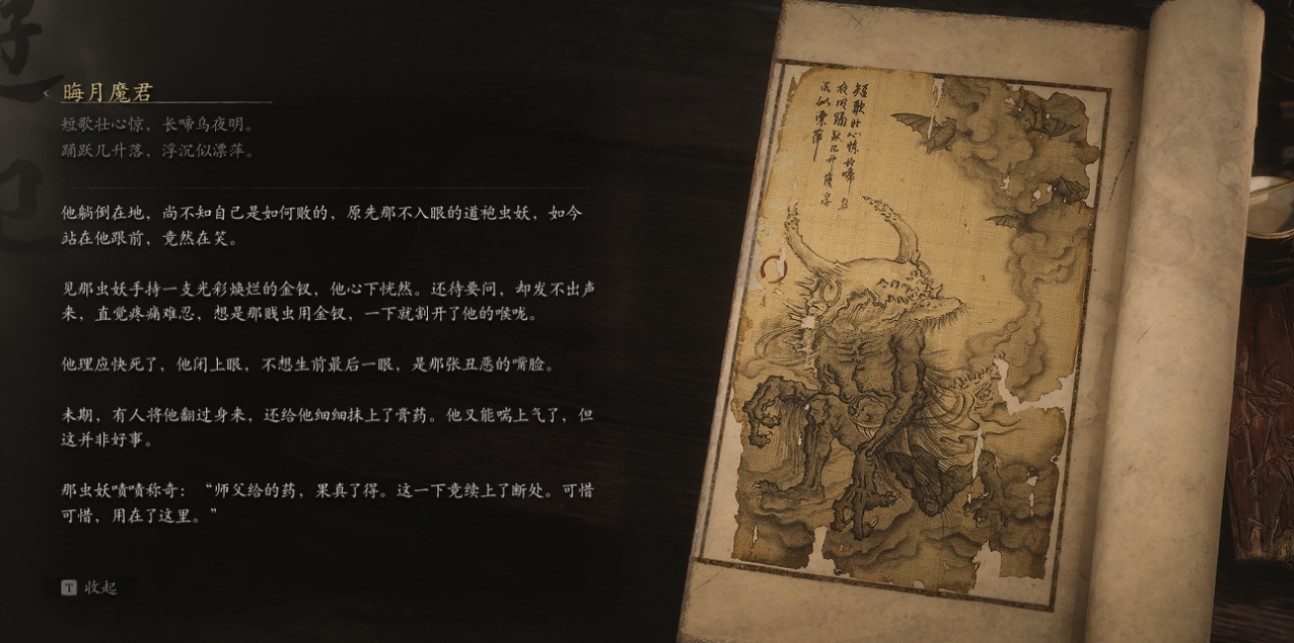 晦月魔君
短歌壮心惊，长啼乌夜明。
踊跃几升落，浮沉似漂萍。
他躺倒在地，尚不知自己是如何败的，原先那不入眼的道袍虫妖，如今
站在他跟前，竟然在笑。
见那虫妖手持一支光彩焕烂的金钗，他心下恍然。还待要问，却发不出声
来，直觉疼痛难忍，想是那贱虫用金钗，一下就割开了他的喉咙。
他理应快死了，他闭上眼，不想生前最后一眼，是那张丑恶的嘴脸。
未期，有人将他翻过身来，还给他细细抹上了膏药。他又能喘上气了，但
这并非好事。
那虫妖啧啧称奇：“师父给的药，果真了得。这一下竟续上了断处。可惜
可惜，用在了这里。”
T 收起
短歌壮心惊长啼
夜明踊跃几升落浮
沉似漂萍